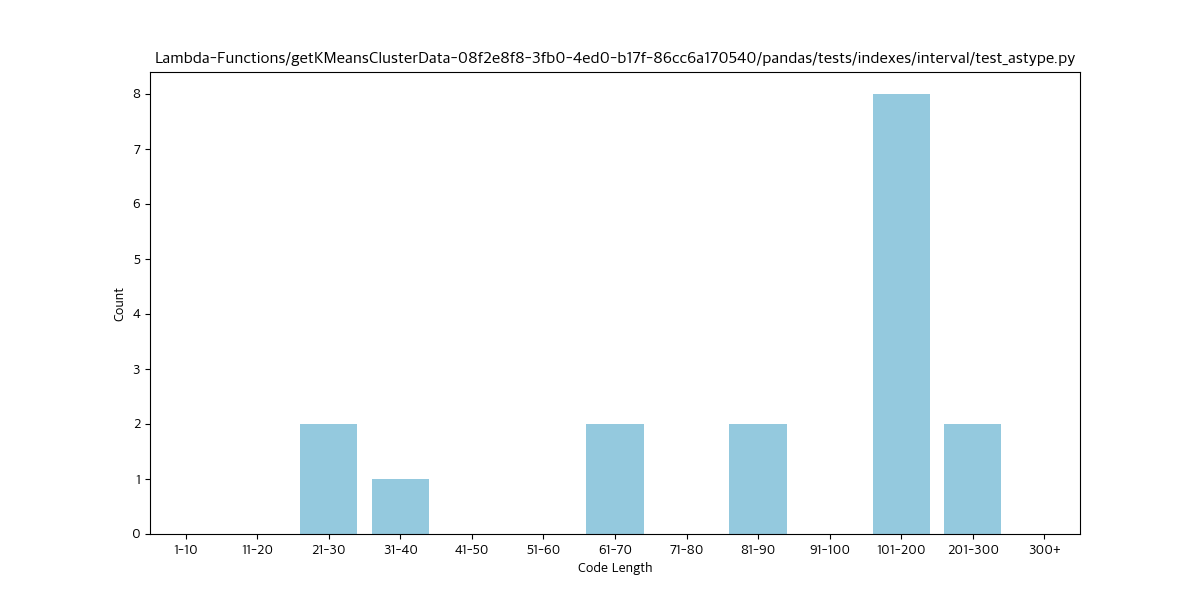 Lambda-Functions/getKMeansClusterData-08f2e8f8-3fb0-4ed0-b17f-86cc6a170540/pandas/tests/indexes/interval/test_astype.py
8
7
6
5
4
3
2
1
0
Count
1-10 11-20 21-30 31-40 41-50 51-60 61-70 71-80 81-90 91-100 101-200 201-300 300+
Code Length